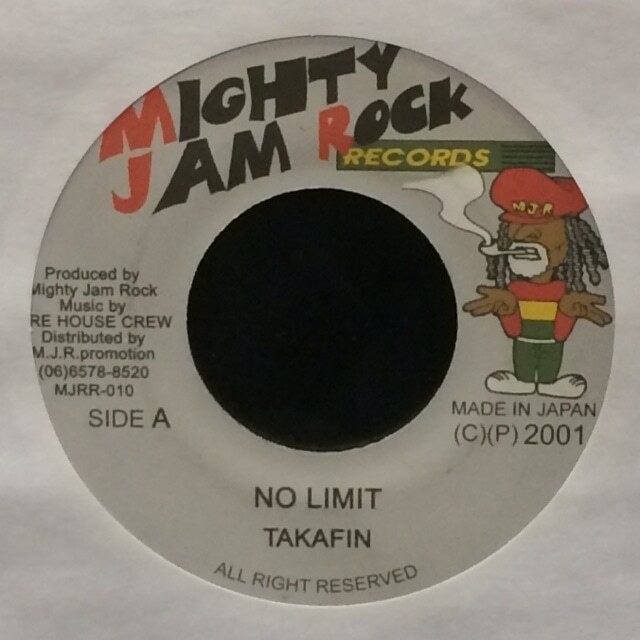 MIGHTY
JAM ROCK
RECORDS
MJR
Produced by
Mighty Jam Rock
Music by
RE HOUSE CREW
Distributed by
M.J.R.promotion
(06)6578-8520
MJRR-010
SIDE A
MADE IN JAPAN
(C)(P) 2001
NO LIMIT
TAKAFIN
ALL RIGHT RESERVED